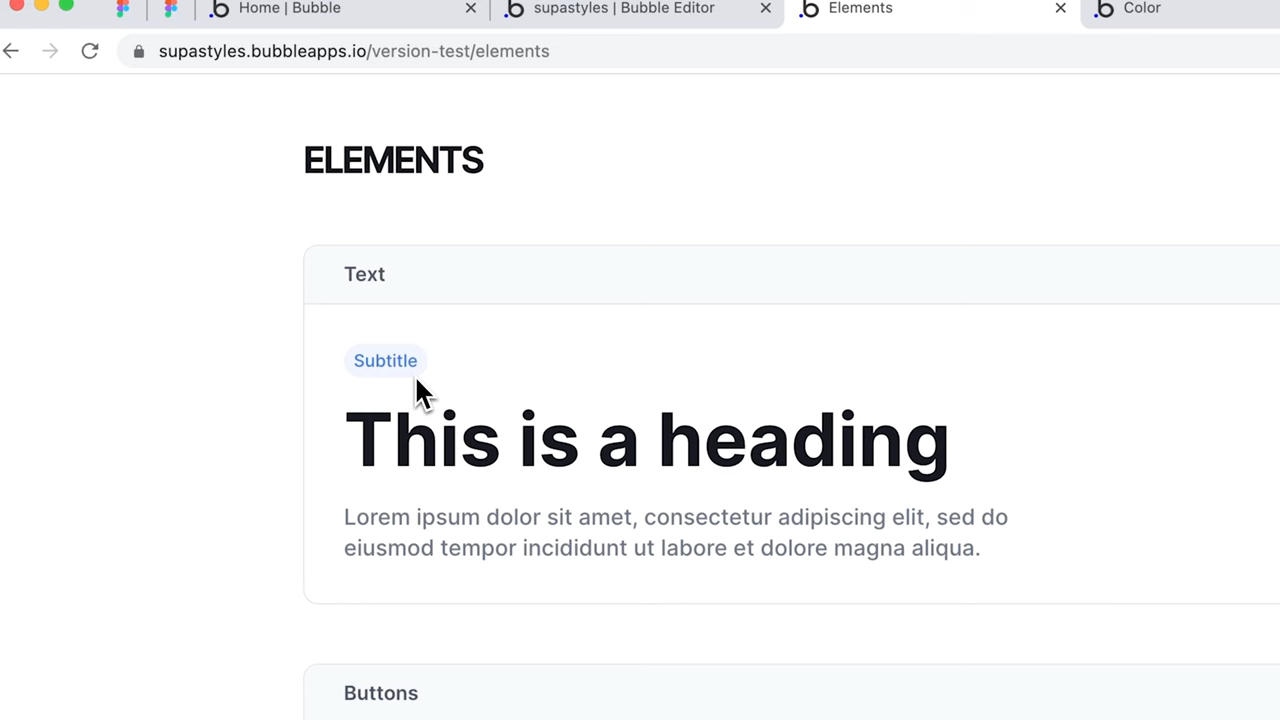 Home | Bubble
supastyles | Bubble Editor
Elements
Color
supastyles.bubbleapps.io/version-test/elements
ELEMENTS
Text
Subtitle
This is a heading
Lorem ipsum dolor sit amet, consectetur adipiscing elit, sed do
eiusmod tempor incididunt ut labore et dolore magna aliqua.
Buttons